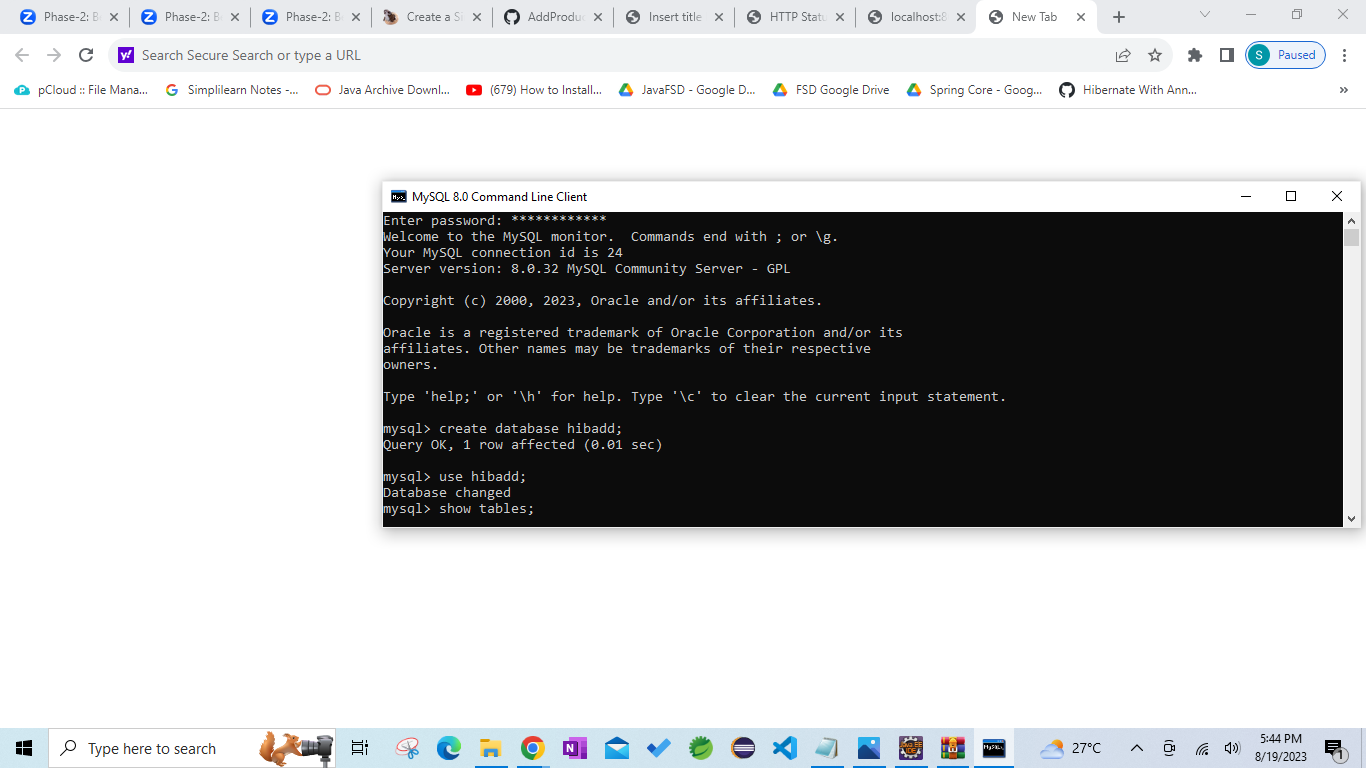 Phase-2: B
Phase-2: B
Phase-2: B
Create a S
AddProdu
Insert title
HTTP Statu
localhost:8
New Tab
y!
Search Secure Search or type a URL
S
Paused
pCloud :: File Mana...
Simplilearn Notes -...
Java Archive Downl...
(679) How to Install...
JavaFSD - Google D...
FSD Google Drive
Spring Core - Goog...
Hibernate With Ann...
»
MySQL 8.0 Command Line Client
Enter password: ************
Welcome to the MySQL monitor.  Commands end with ; or \g.
Your MySQL connection id is 24
Server version: 8.0.32 MySQL Community Server - GPL
Copyright (c) 2000, 2023, Oracle and/or its affiliates.
Oracle is a registered trademark of Oracle Corporation and/or its
affiliates. Other names may be trademarks of their respective
owners.
Type 'help;' or '\h' for help. Type '\c' to clear the current input statement.
mysql> create database hibadd;
Query OK, 1 row affected (0.01 sec)
mysql> use hibadd;
Database changed
mysql> show tables;
Type here to search
27°C
5:44 PM
8/19/2023
1